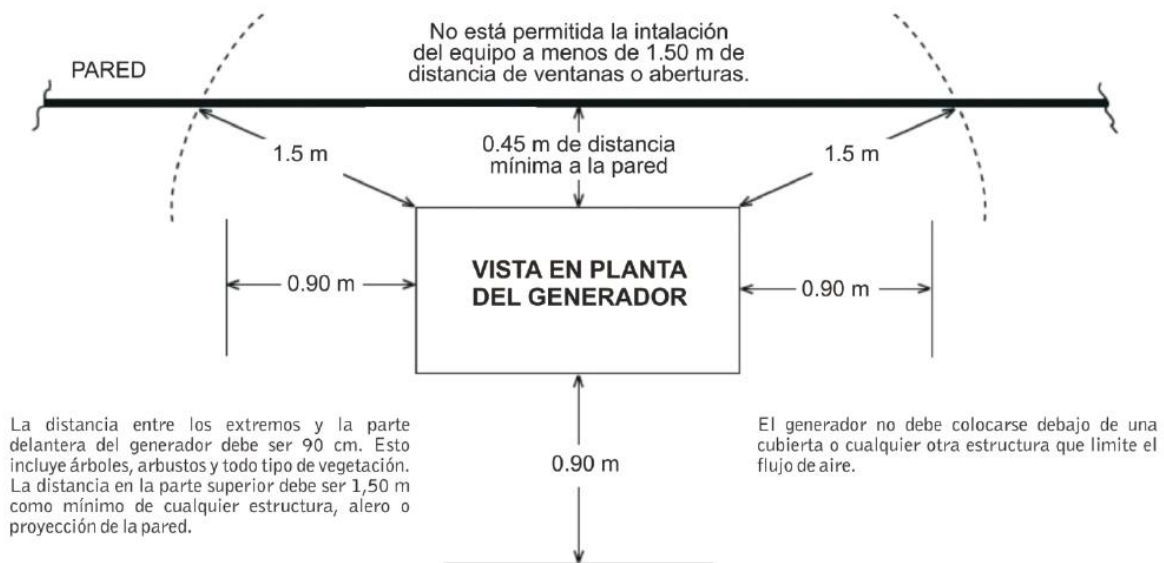 No está permitida la intalación
del equipo a menos de 1.50 m de
distancia de ventanas o aberturas.
PARED
1.5 m
0.45 m de distancia
mínima a la pared
1.5 m
0.90 m
VISTA EN PLANTA
DEL GENERADOR
0.90 m
La distancia entre los extremos y la parte
delantera del generador debe ser 90 cm. Esto
incluye árboles, arbustos y todo tipo de vegetación.
La distancia en la parte superior debe ser 1,50 m
como mínimo de cualquier estructura, alero o
proyección de la pared.
0.90 m
El generador no debe colocarse debajo de una
cubierta o cualquier otra estructura que limite el
flujo de aire.